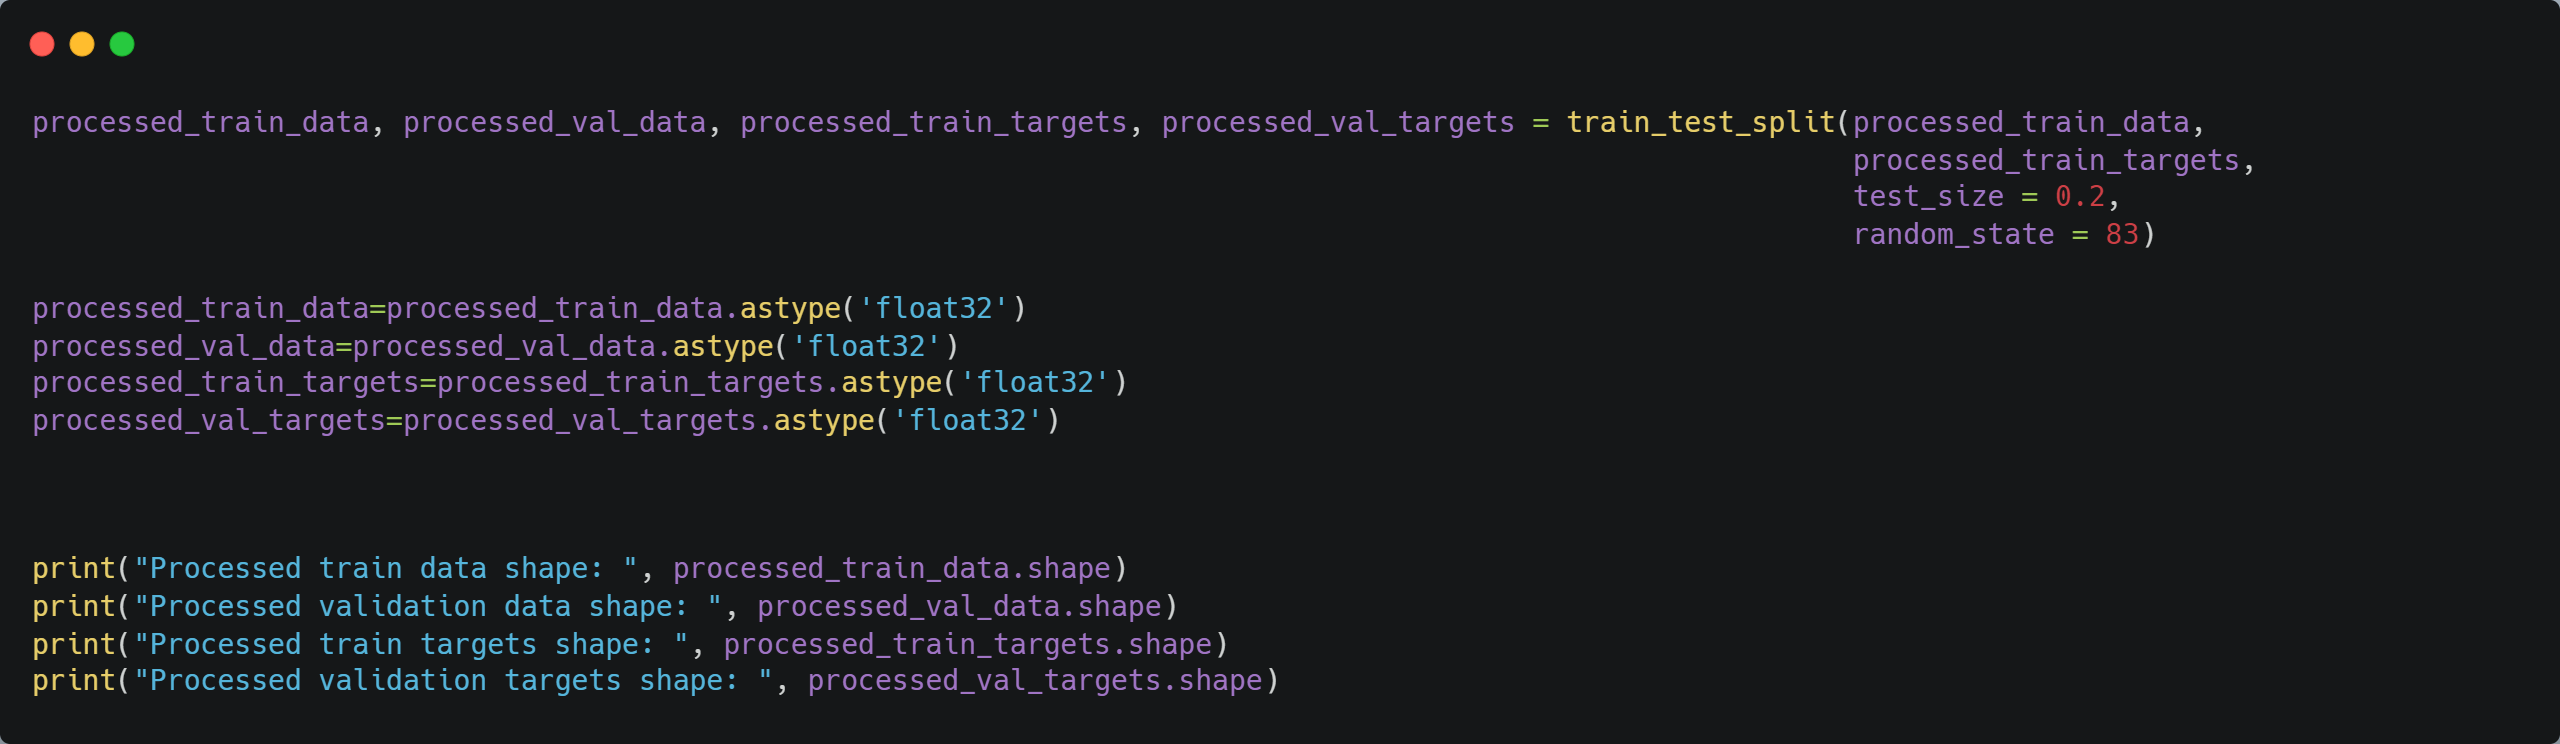 processed_train_data, processed_val_data, processed_train_targets, processed_val_targets = train_test_split(processed_train_data,
processed_train_targets,
test_size = 0.2,
random_state = 83)
processed_train_data=processed_train_data.astype('float32')
processed_val_data=processed_val_data.astype('float32')
processed_train_targets=processed_train_targets.astype('float32')
processed_val_targets=processed_val_targets.astype('float32')
print("Processed train data shape: ", processed_train_data.shape)
print("Processed validation data shape: ", processed_val_data.shape)
print("Processed train targets shape: ", processed_train_targets.shape)
print("Processed validation targets shape: ", processed_val_targets.shape)